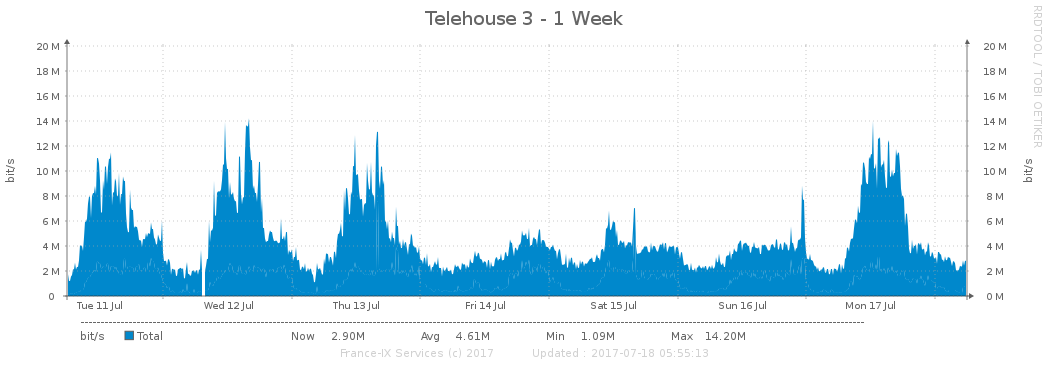 Telehouse 3 - 1 Week
RRDTOOL / TOBI OETIKER
20 M 20 M
18 M 18 M
16 M 16 M
14 M 14 M
12 M 12 M
10 M 10 M
8 M 8 M
6 M 6 M
4 M 4 M
2 M 2 M
0 0 M
bit/s
bit/s
Tue 11 Jul Wed 12 Jul Thu 13 Jul Fri 14 Jul Sat 15 Jul Sun 16 Jul Mon 17 Jul
bit/s Total Now 2.90M Avg 4.61M Min 1.09M Max 14.20M
France-IX Services (c) 2017 Updated : 2017-07-18 05:55:13